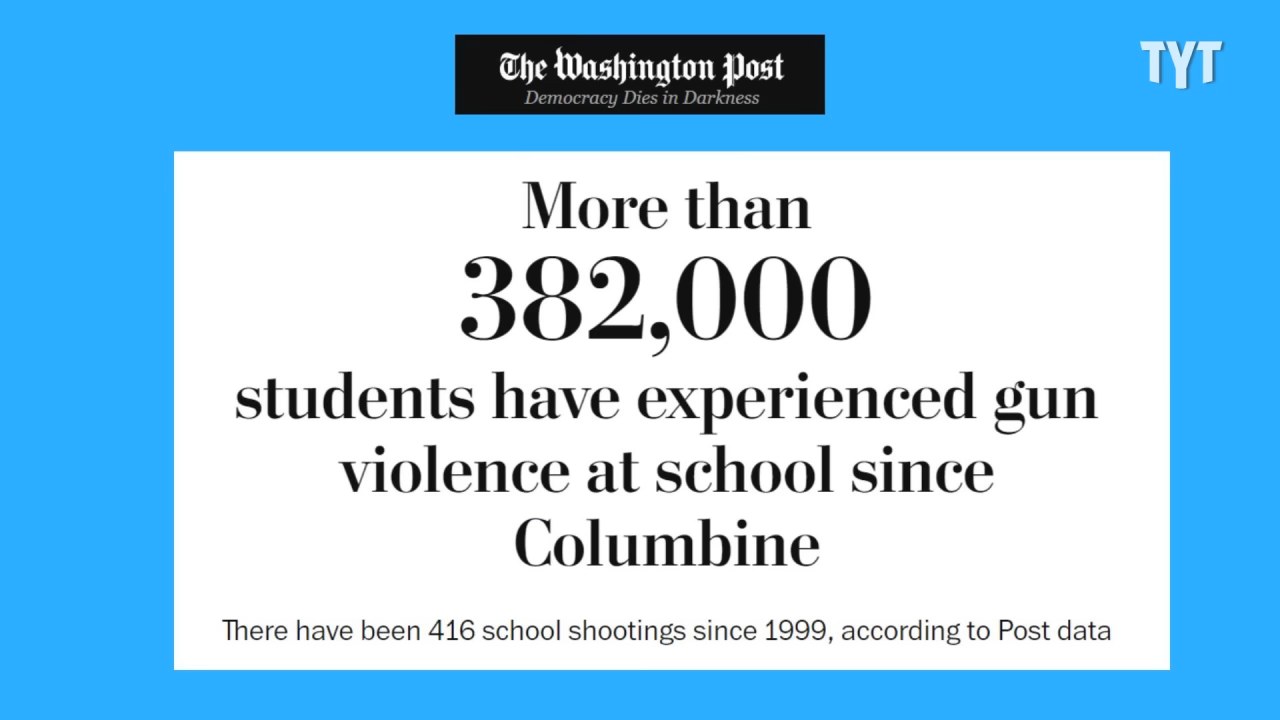 The Washington Post
Democracy Dies in Darkness
TYT
More than
382,000
students have experienced gun
violence at school since
Columbine
There have been 416 school shootings since 1999, according to Post data